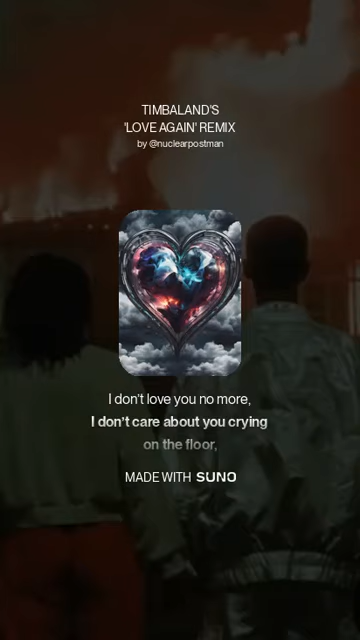 TIMBALAND'S
'LOVE AGAIN' REMIX
by @nuclearpostman
I don't love you no more,
I don't care about you crying
on the floor,
MADE WITH SUNO